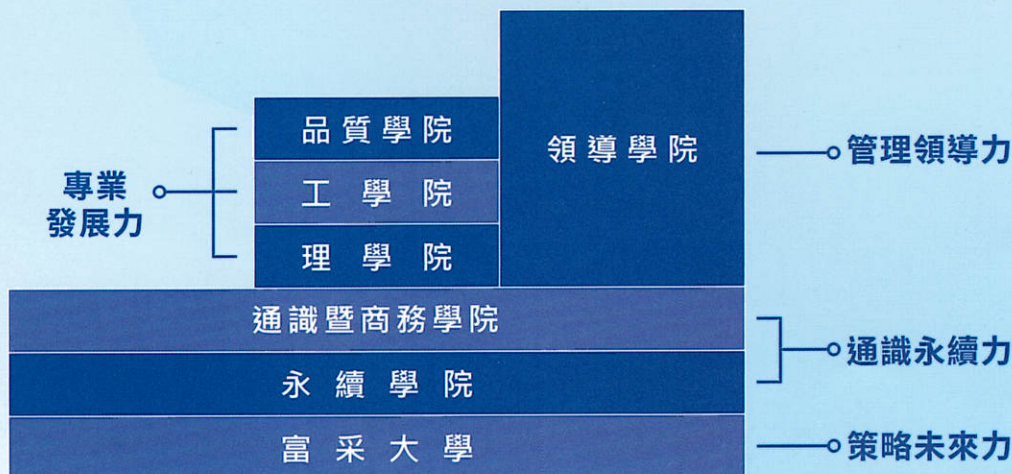 品質學院
工學院
理學院
領導學院
專業
發展力
管理領導力
通識暨商務學院
永續學院
通識永續力
富采大學
策略未來力